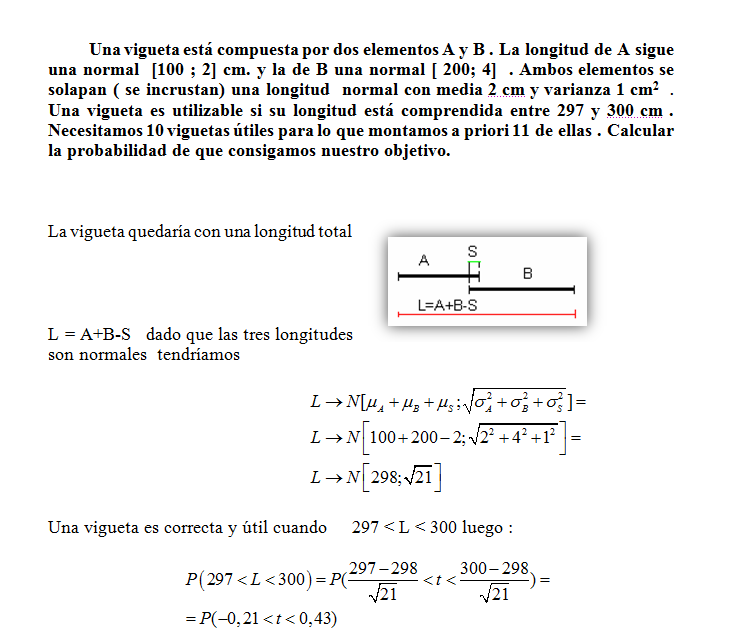 Una vigueta está compuesta por dos elementos A y B . La longitud de A sigue
una normal [100 ; 2] cm. y la de B una normal [ 200; 4] . Ambos elementos se
solapan ( se incrustan) una longitud normal con media 2 cm y varianza 1 cm² .
Una vigueta es utilizable si su longitud está comprendida entre 297 y 300 cm .
Necesitamos 10 viguetas útiles para lo que montamos a priori 11 de ellas . Calcular
la probabilidad de que consigamos nuestro objetivo.
La vigueta quedaría con una longitud total
A
S
B
L=A+B-S
L = A+B-S dado que las tres longitudes
son normales tendríamos
L → N[μ_A + μ_B + μ_S ; √(σ²_A + σ²_B + σ²_S) ] =
L → N[100 + 200 − 2; √(2² + 4² + 1²)] =
L → N[298; √21]
Una vigueta es correcta y útil cuando 297 < L < 300 luego :
P(297 < L < 300) = P((297 − 298)/√21 < t < (300 − 298)/√21) =
= P(−0,21 < t < 0,43)